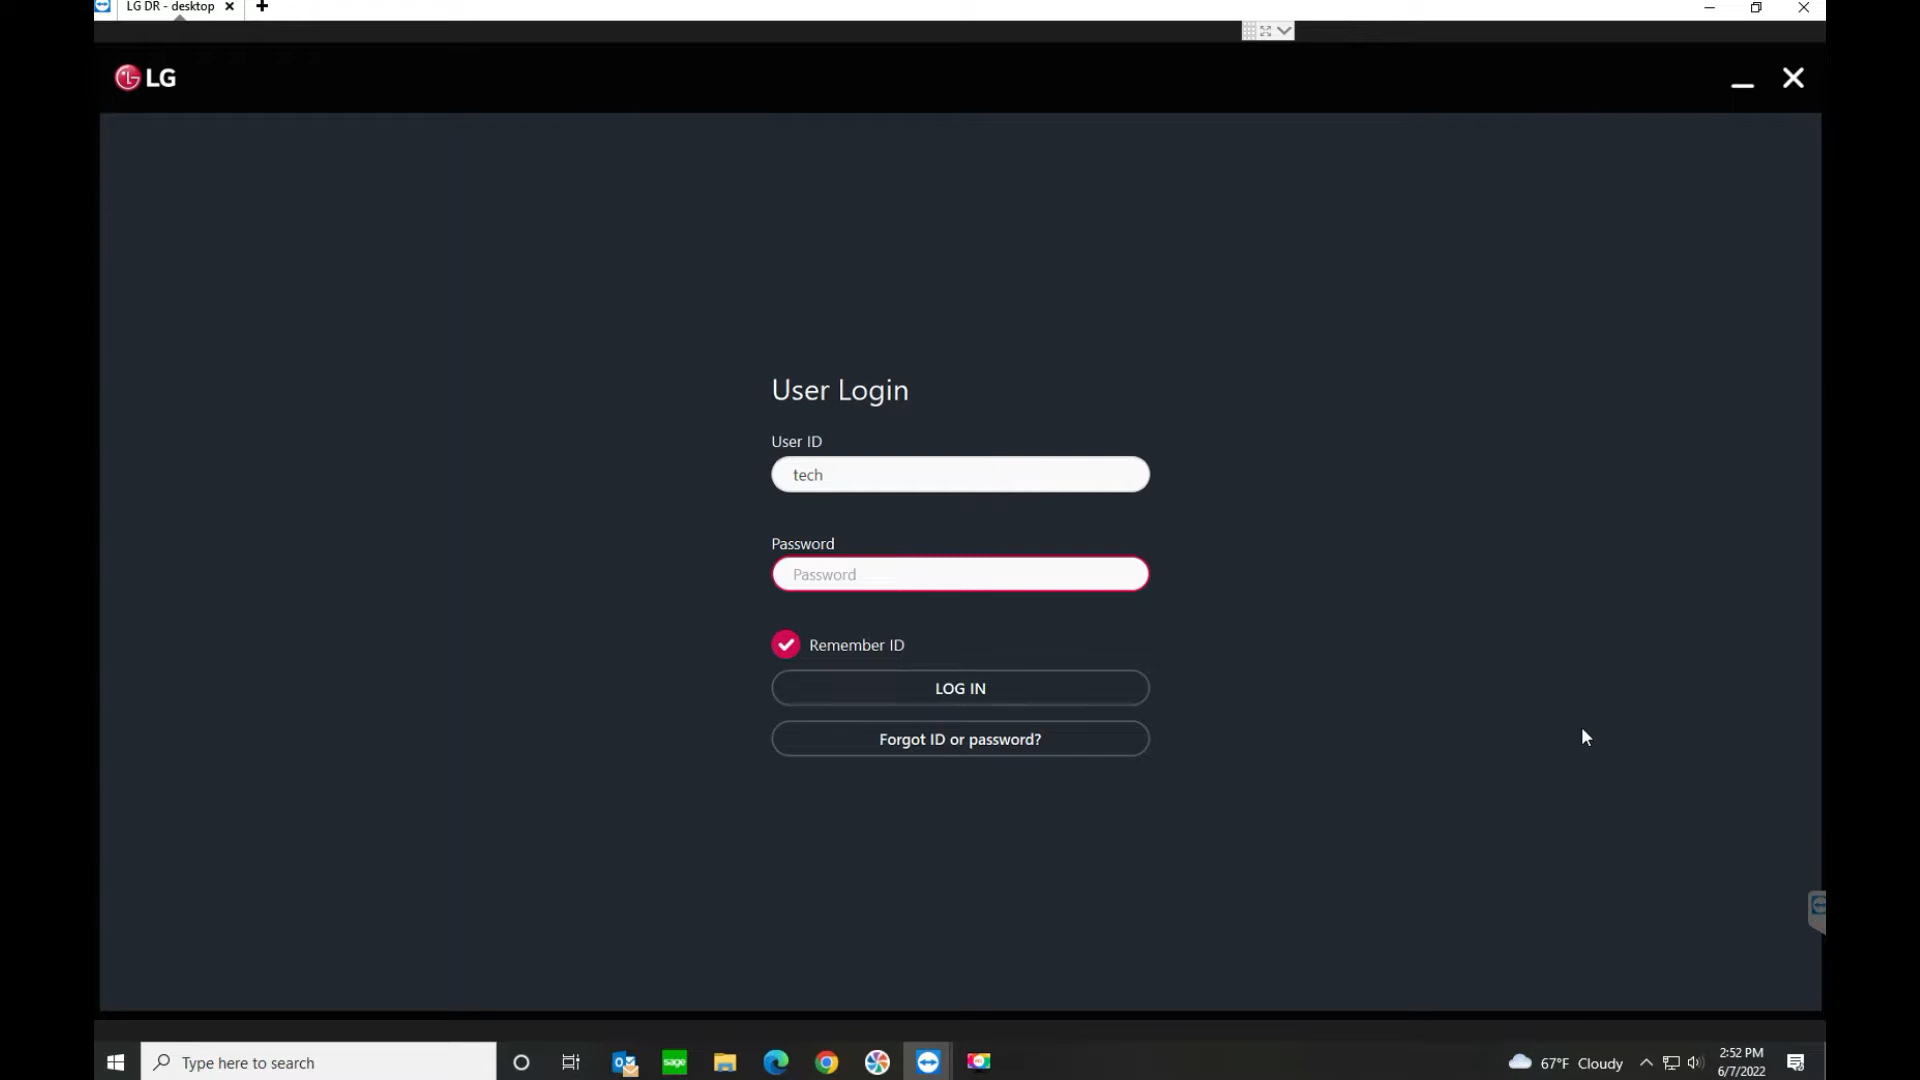 LG DR - desktop
LG
User Login
User ID
tech
Password
Password
Remember ID
LOG IN
Forgot ID or password?
Type here to search
sage
67°F Cloudy
2:52 PM
6/7/2022